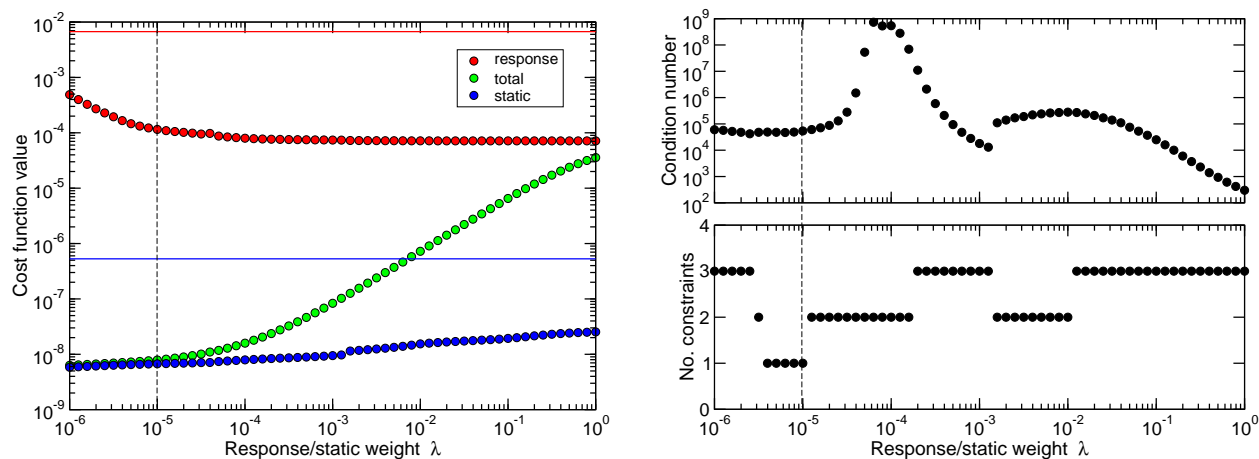 10^-2
10^-3
10^-4
10^-5
10^-6
10^-7
10^-8
10^-9
Cost function value
response
total
static
10^-6 10^-5 10^-4 10^-3 10^-2 10^-1 10^0
Response/static weight λ
10^9
10^8
10^7
10^6
10^5
10^4
10^3
10^2
Condition number
4
3
2
1
0
No. constraints
10^-6 10^-5 10^-4 10^-3 10^-2 10^-1 10^0
Response/static weight λ